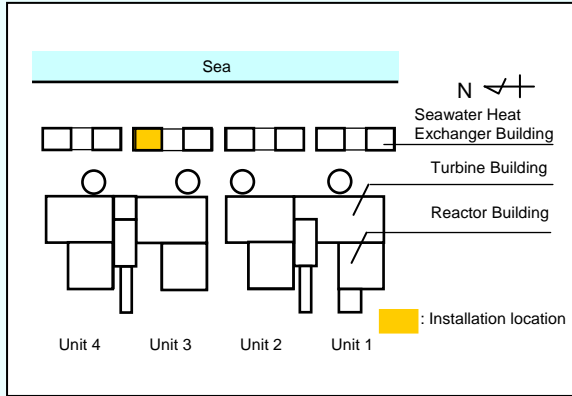 Sea
N
Seawater Heat
Exchanger Building
Turbine Building
Reactor Building
: Installation location
Unit 4
Unit 3
Unit 2
Unit 1